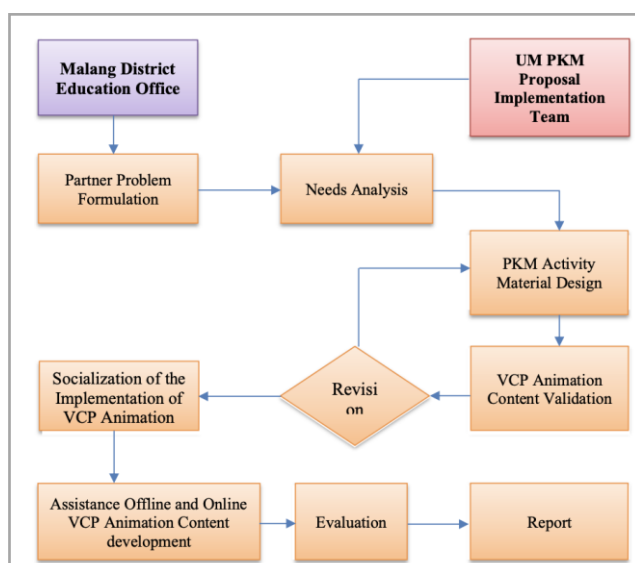 Malang District
Education Office
UM PKM
Proposal
Implementation
Team
Partner Problem
Formulation
Needs Analysis
PKM Activity
Material Design
Socialization of the
Implementation of
VCP Animation
Revisi
on
VCP Animation
Content Validation
Assistance Offline and Online
VCP Animation Content
development
Evaluation
Report